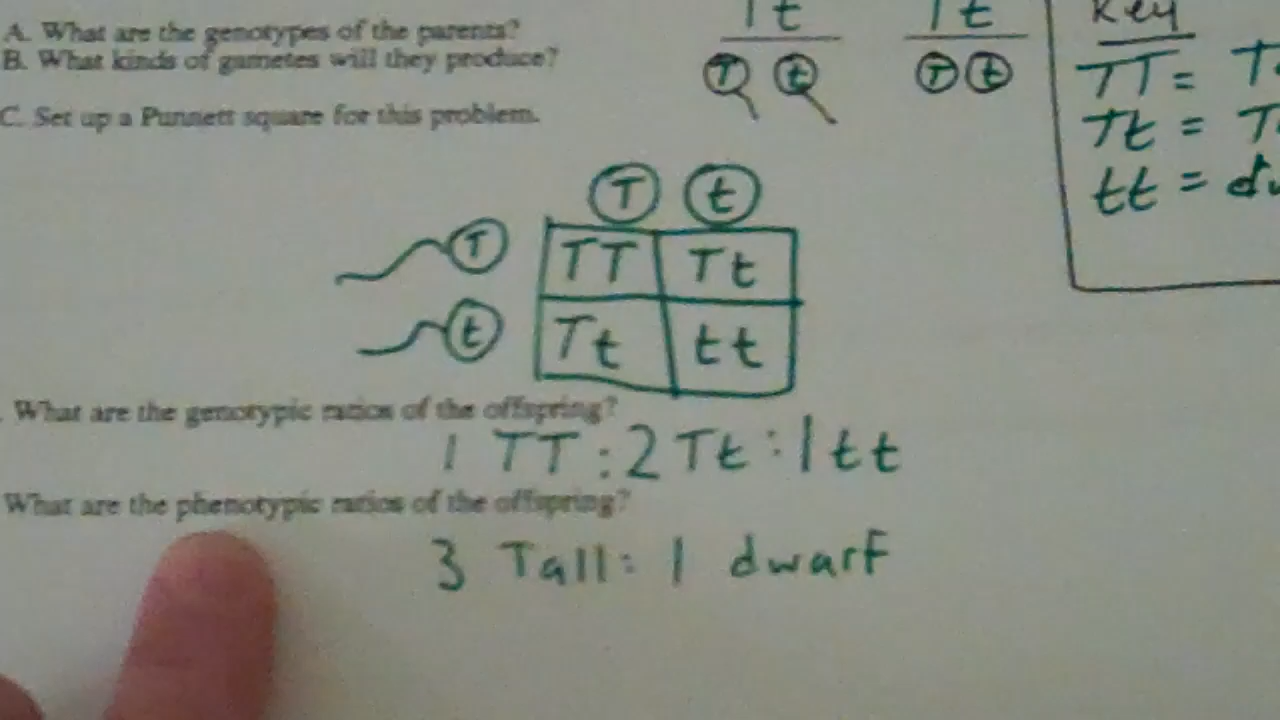 A. What are the genotypes of the parents?
B. What kinds of gametes will they produce?
C. Set up a Punnett square for this problem.
Tt Tt
T t T t
Key
TT =
Tt =
tt =
T t
T TT Tt
t Tt tt
. What are the genotypic ratios of the offspring?
1 TT : 2 Tt : 1 tt
What are the phenotypic ratios of the offspring?
3 Tall : 1 dwarf